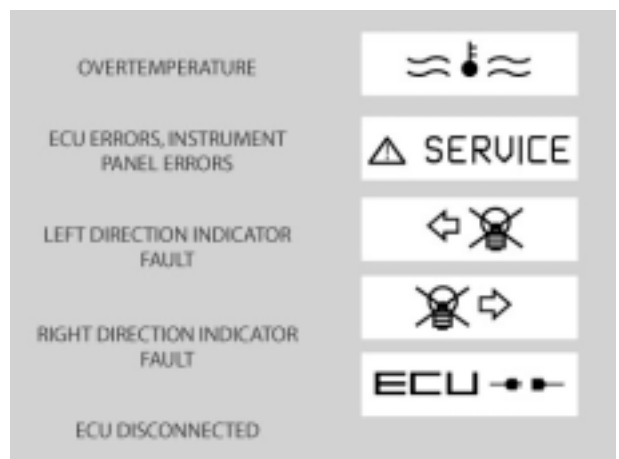 OVERTEMPERATURE
ECU ERRORS, INSTRUMENT
PANEL ERRORS
SERVICE
LEFT DIRECTION INDICATOR
FAULT
RIGHT DIRECTION INDICATOR
FAULT
ECU
ECU DISCONNECTED